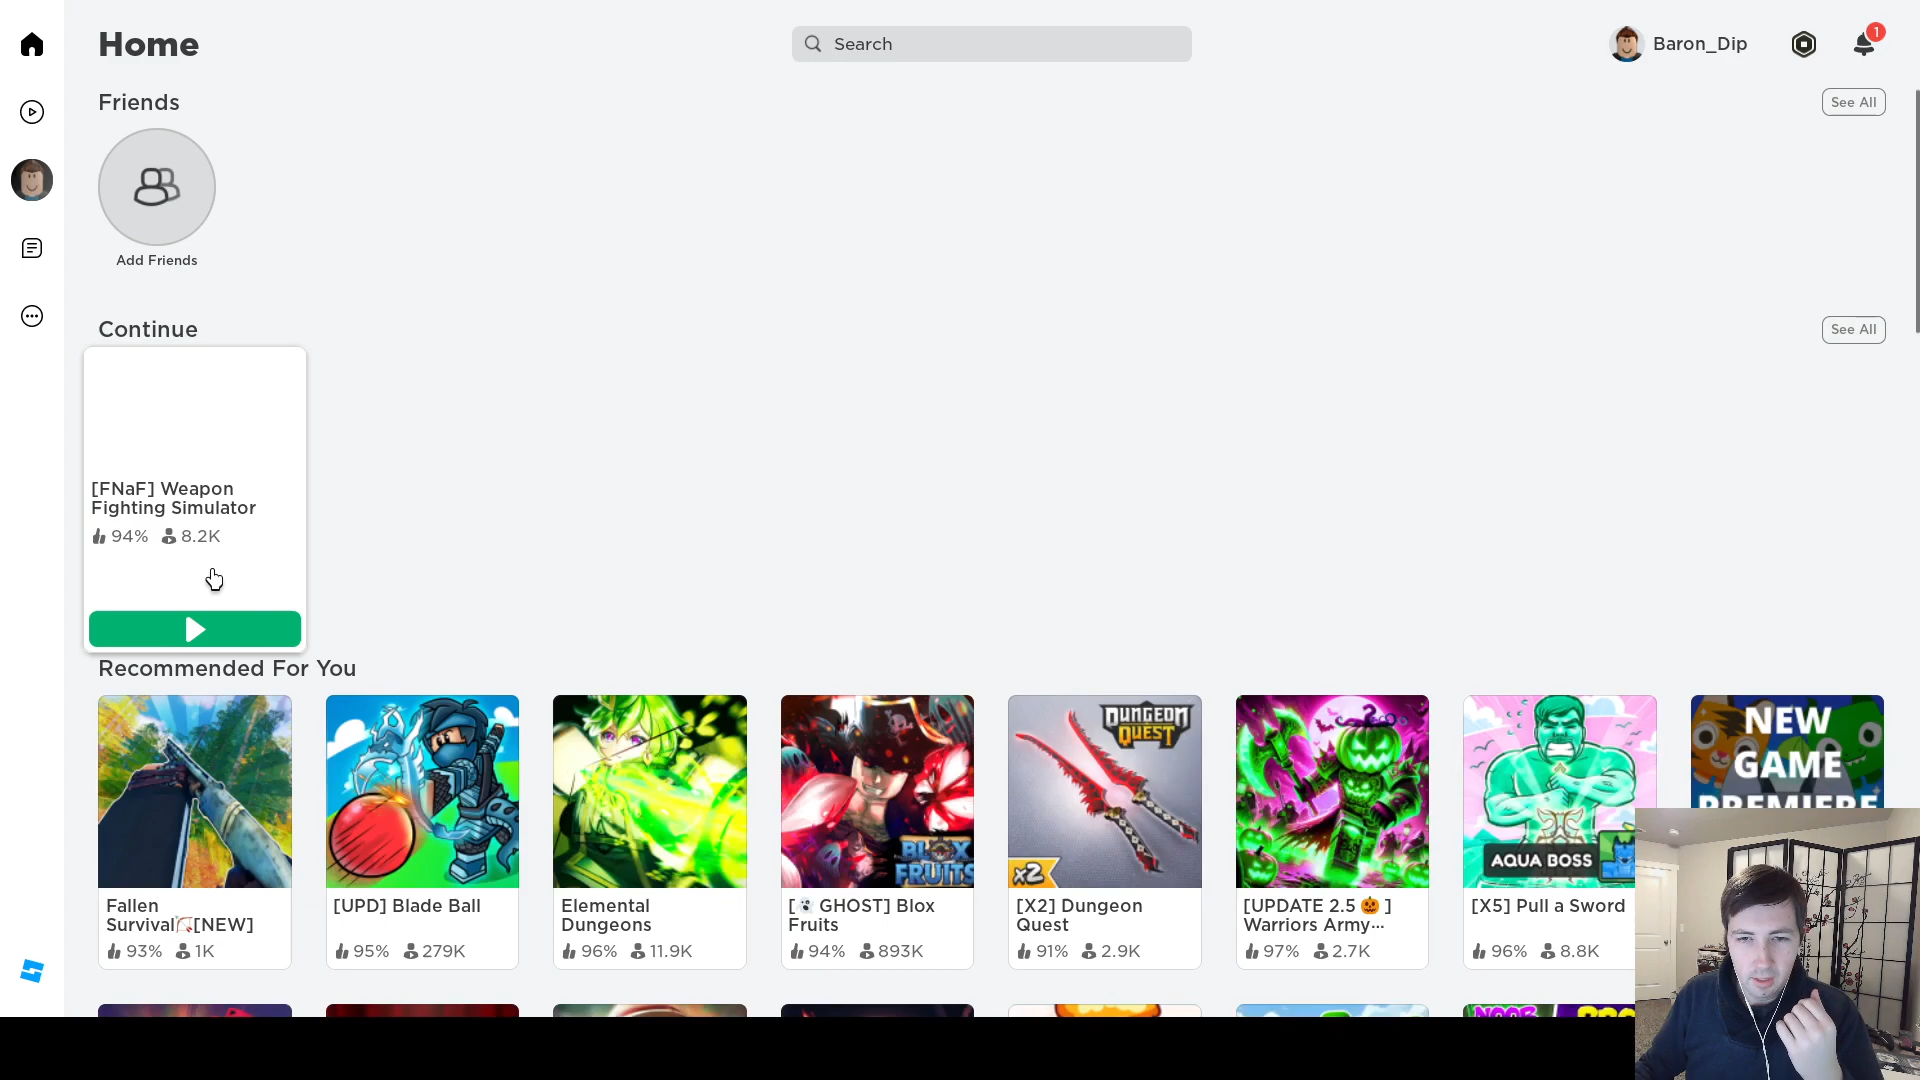 Home
Search
Baron_Dip
1
Friends
See All
Add Friends
Continue
See All
[FNaF] Weapon
Fighting Simulator
94% 8.2K
Recommended For You
DUNGEON
QUEST
x2
BLOX
FRUITS
AQUA BOSS
NEW
GAME
PREMIERE
Fallen
Survival🏹[NEW]
93% 1K
[UPD] Blade Ball
95% 279K
Elemental
Dungeons
96% 11.9K
[👻 GHOST] Blox
Fruits
94% 893K
[X2] Dungeon
Quest
91% 2.9K
[UPDATE 2.5 🎃 ]
Warriors Army...
97% 2.7K
[X5] Pull a Sword
96% 8.8K
NOOB